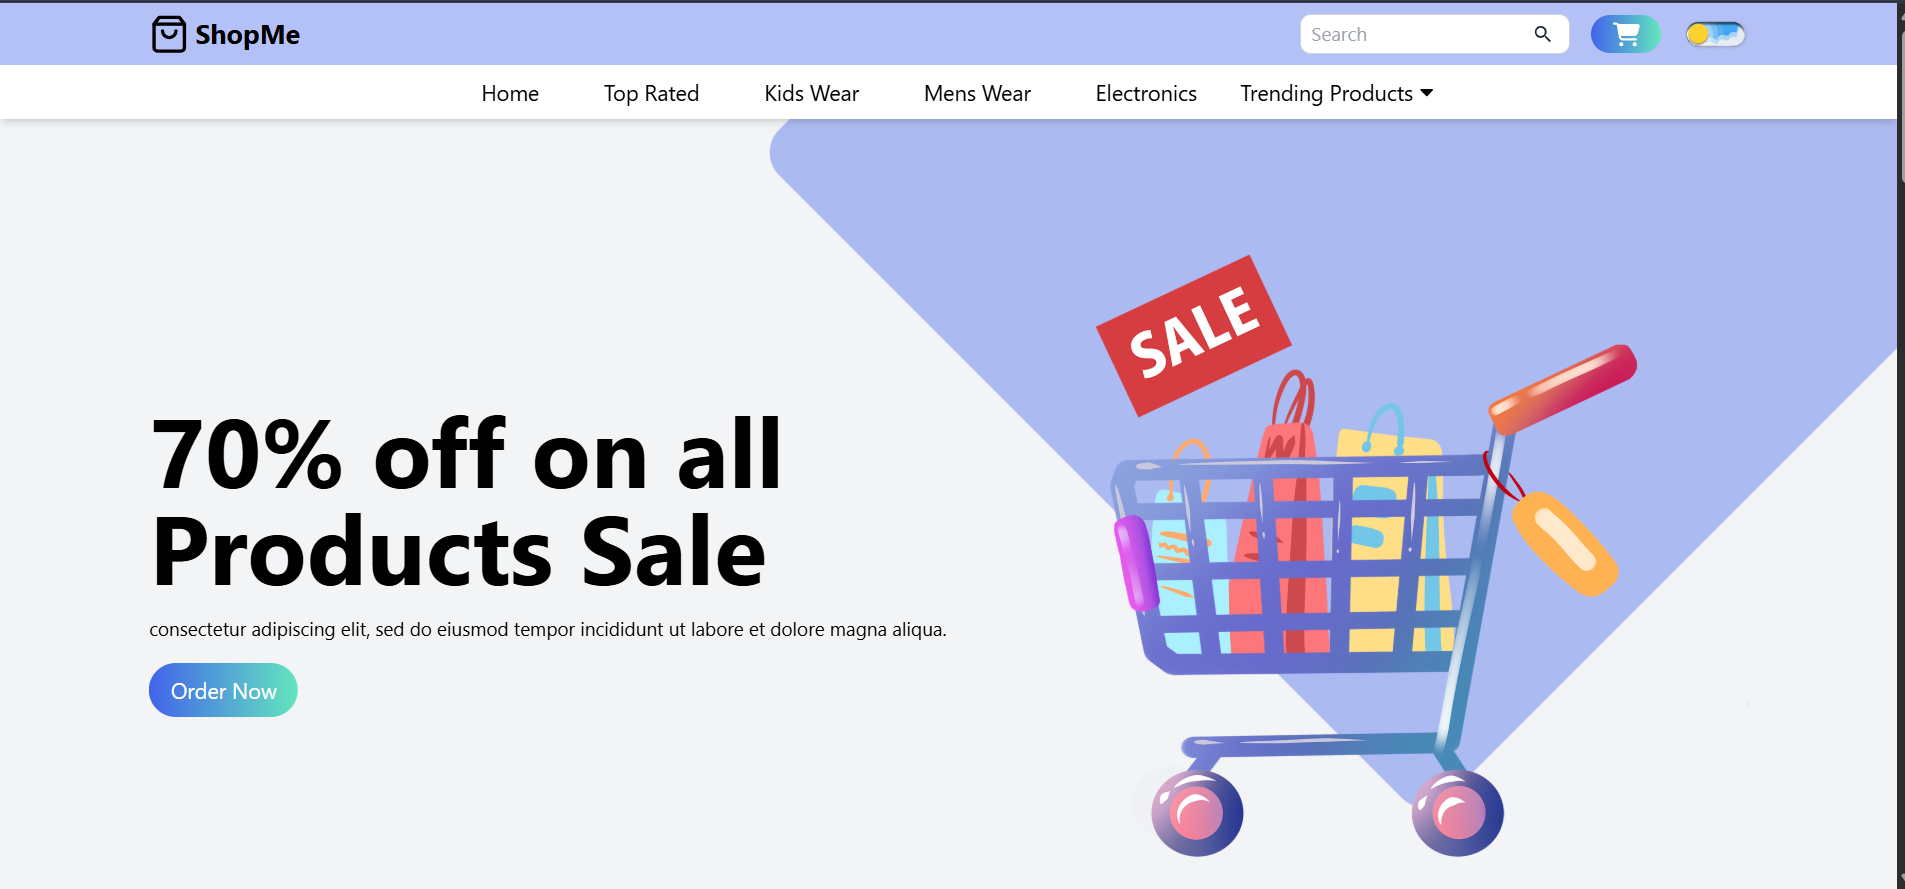 ShopMe
Search
Home
Top Rated
Kids Wear
Mens Wear
Electronics
Trending Products
SALE
70% off on all
Products Sale
consectetur adipiscing elit, sed do eiusmod tempor incididunt ut labore et dolore magna aliqua.
Order Now